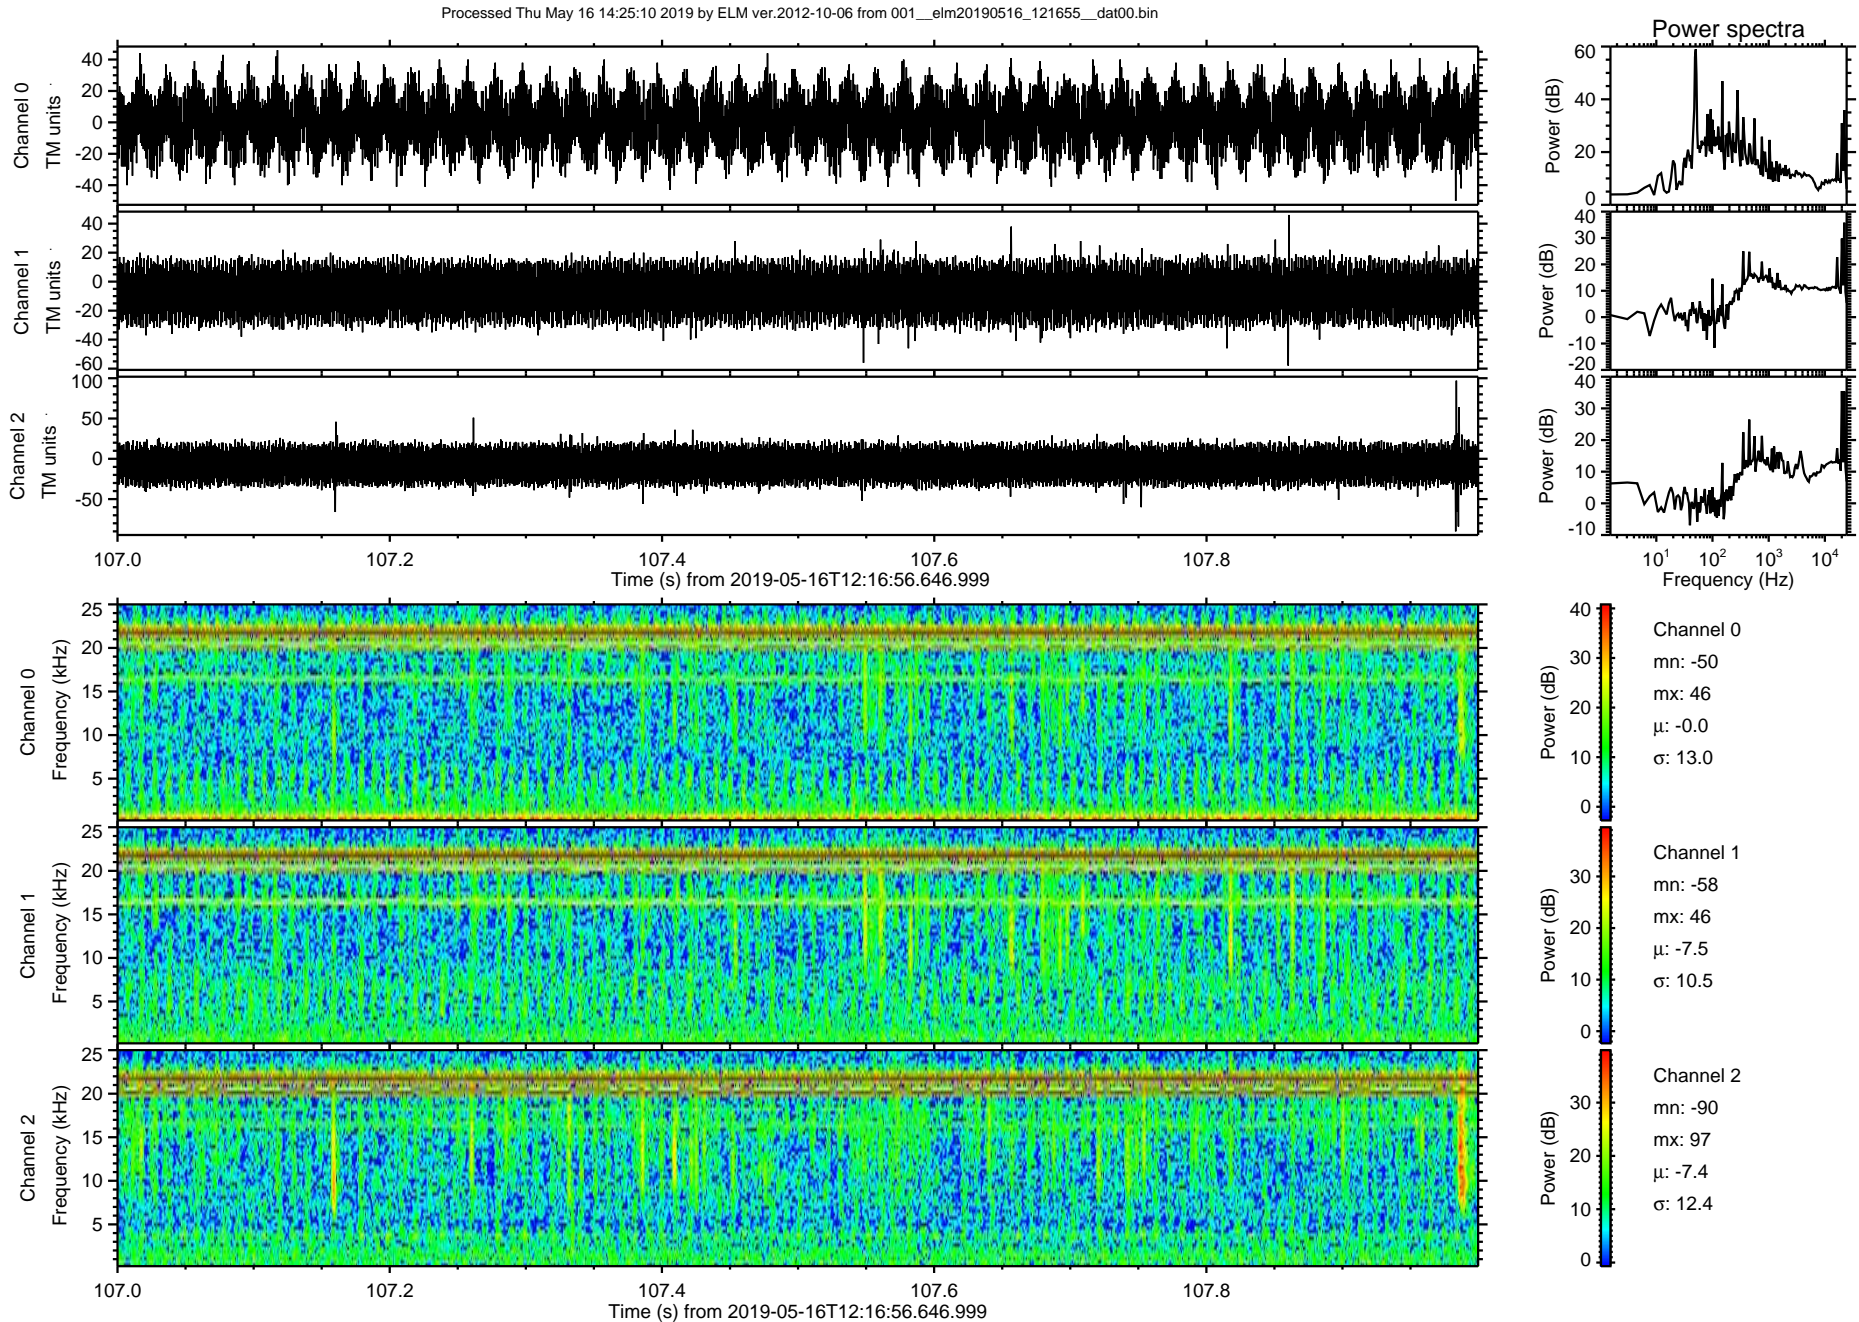 Processed Thu May 16 14:25:10 2019 by ELM ver.2012-10-06 from 001__elm20190516_121655__dat00.bin
Power spectra
Channel 0
TM units
40
20
0
-20
-40
Power (dB)
60
40
20
0
Channel 1
TM units
40
20
0
-20
-40
-60
Power (dB)
40
30
20
10
0
-10
-20
Channel 2
TM units
100
50
0
-50
Power (dB)
40
30
20
10
0
-10
107.0 107.2 107.4 107.6 107.8
Time (s) from 2019-05-16T12:16:56.646.999
10^1 10^2 10^3 10^4
Frequency (Hz)
Channel 0
Frequency (kHz)
25
20
15
10
5
Power (dB)
40
30
20
10
0
Channel 0
mn: -50
mx: 46
μ: -0.0
σ: 13.0
Channel 1
Frequency (kHz)
25
20
15
10
5
Power (dB)
30
20
10
0
Channel 1
mn: -58
mx: 46
μ: -7.5
σ: 10.5
Channel 2
Frequency (kHz)
25
20
15
10
5
Power (dB)
30
20
10
0
Channel 2
mn: -90
mx: 97
μ: -7.4
σ: 12.4
107.0 107.2 107.4 107.6 107.8
Time (s) from 2019-05-16T12:16:56.646.999